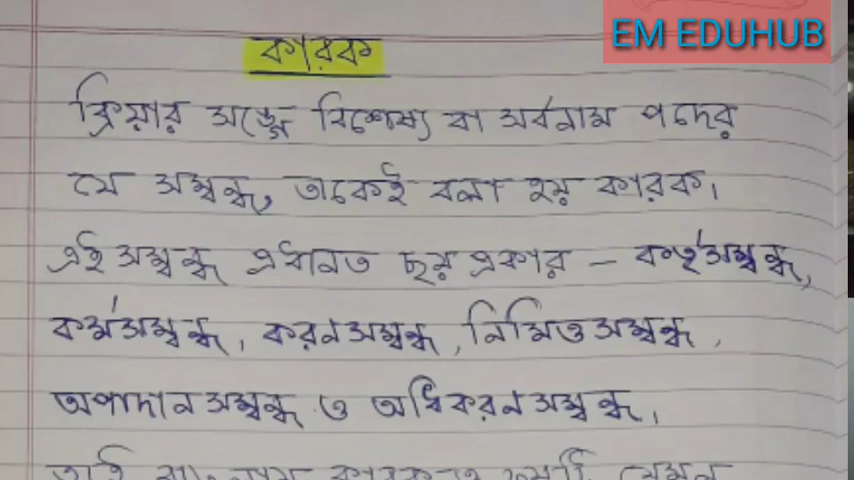 EM EDUHUB
কারক
ক্রিয়ার সঙ্গে বিশেষ্য বা সর্বনাম পদের
যে সম্বন্ধ, তাকেই বলা হয় কারক।
এই সম্বন্ধ প্রধানত ছয় প্রকার – কর্তৃসম্বন্ধ,
কর্মসম্বন্ধ, করনসম্বন্ধ, নিমিত্তসম্বন্ধ,
অপাদানসম্বন্ধ ও অধিকরনসম্বন্ধ।